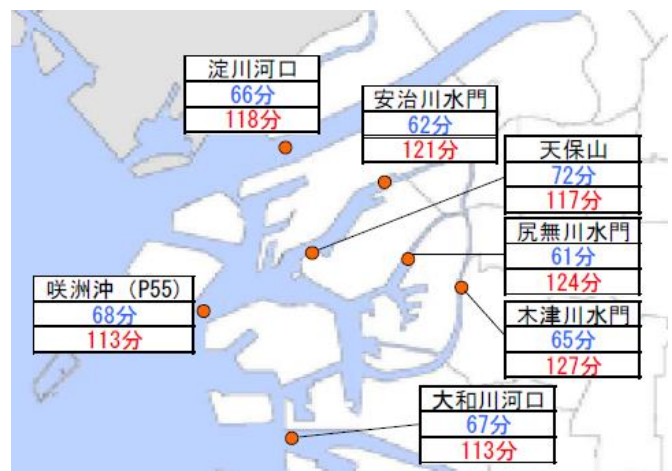 淀川河口
66分
118分
安治川水門
62分
121分
天保山
72分
117分
尻無川水門
61分
124分
咲洲沖（P55）
68分
113分
木津川水門
65分
127分
大和川河口
67分
113分